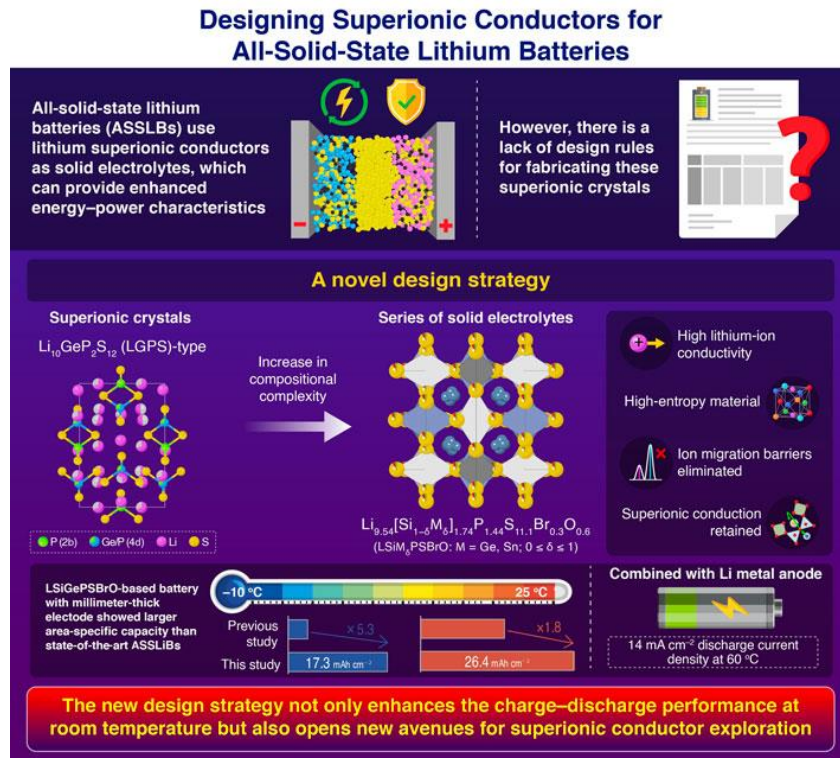 Designing Superionic Conductors for
All-Solid-State Lithium Batteries
All-solid-state lithium
batteries (ASSLBs) use
lithium superionic conductors
as solid electrolytes, which
can provide enhanced
energy–power characteristics
−
+
However, there is a
lack of design rules
for fabricating these
superionic crystals
?
A novel design strategy
Superionic crystals
Li₁₀GeP₂S₁₂ (LGPS)-type
P (2b) Ge/P (4d) Li S
Increase in
compositional
complexity
Series of solid electrolytes
Li₉.₅₄[Si₁₋δMδ]₁.₇₄P₁.₄₄S₁₁.₁Br₀.₃O₀.₆
(LSiMδPSBrO: M = Ge, Sn; 0 ≤ δ ≤ 1)
+
High lithium-ion
conductivity
High-entropy material
Ion migration barriers
eliminated
Superionic conduction
retained
LSiGePSBrO-based battery
with millimeter-thick
electode showed larger
area-specific capacity than
state-of-the-art ASSLiBs
−10 °C
25 °C
Previous
study
×5.3
×1.8
This study
17.3 mAh cm⁻²
26.4 mAh cm⁻²
Combined with Li metal anode
14 mA cm⁻² discharge current
density at 60 °C
The new design strategy not only enhances the charge–discharge performance at
room temperature but also opens new avenues for superionic conductor exploration